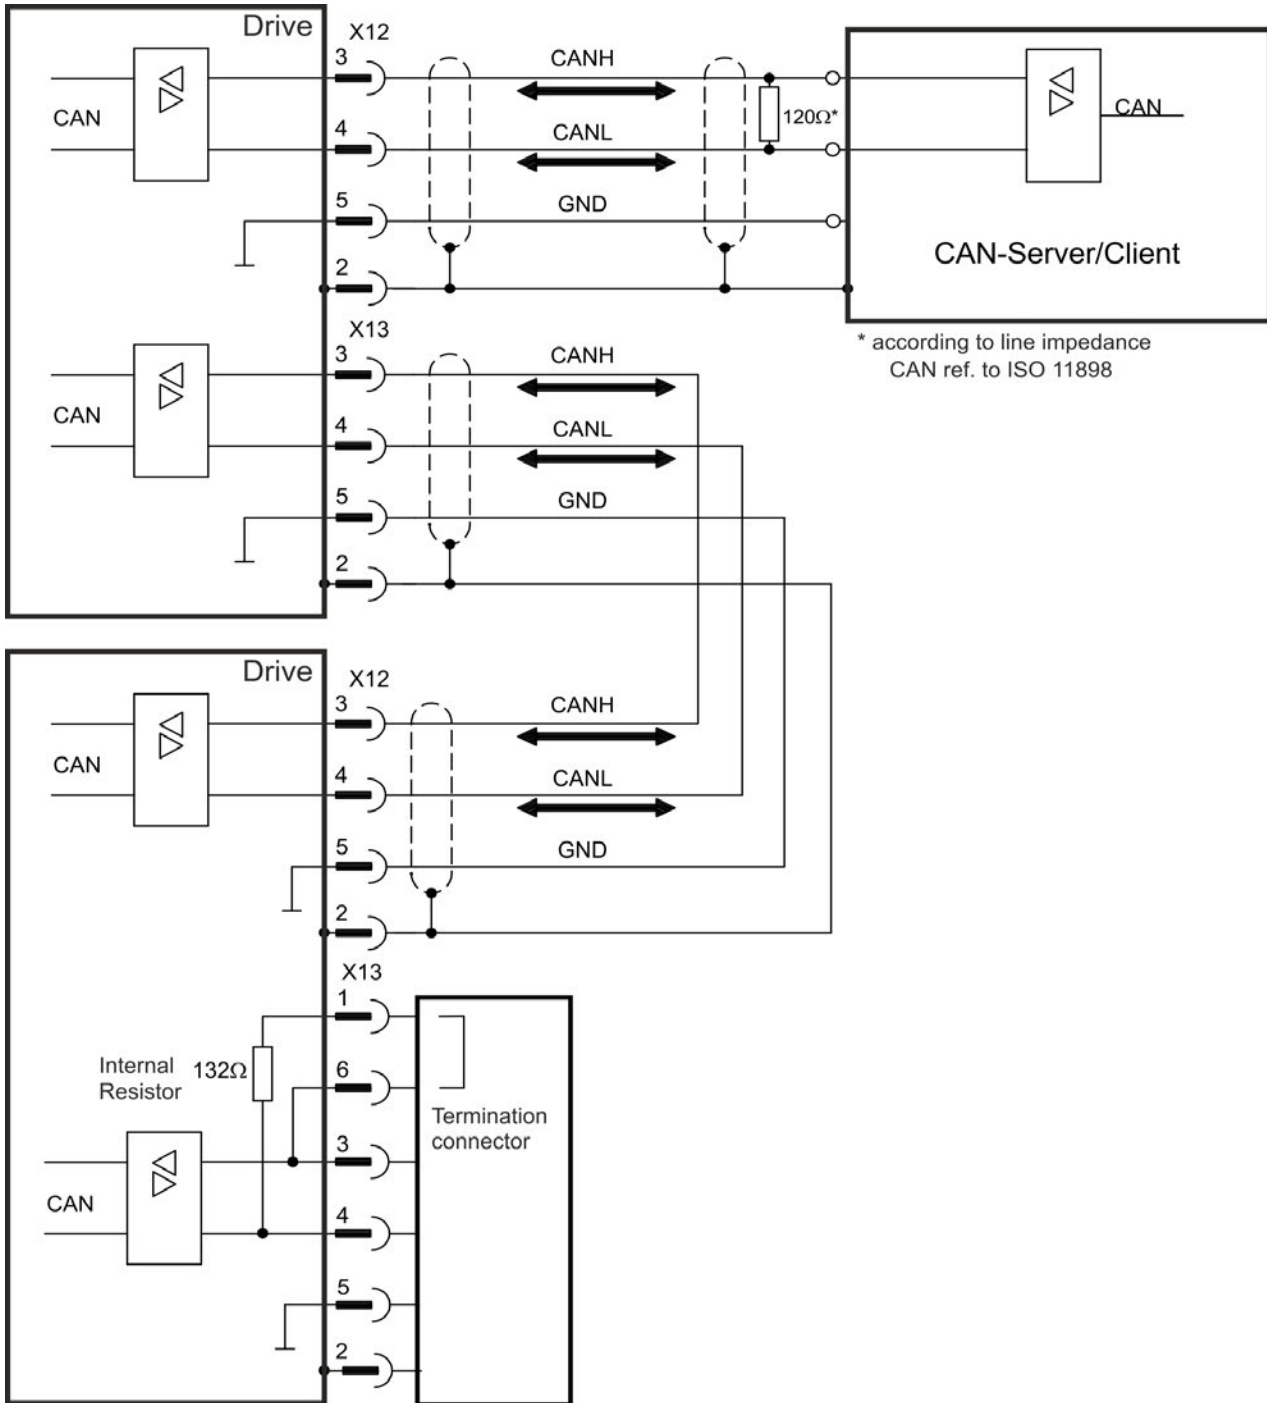 Drive
X12
3
CANH
CAN
120Ω*
CAN
4
CANL
5
GND
CAN-Server/Client
2
* according to line impedance
CAN ref. to ISO 11898
X13
3
CANH
CAN
4
CANL
5
GND
2
Drive
X12
3
CANH
CAN
4
CANL
5
GND
2
X13
1
Internal
Resistor
132Ω
6
Termination
connector
3
CAN
4
5
2